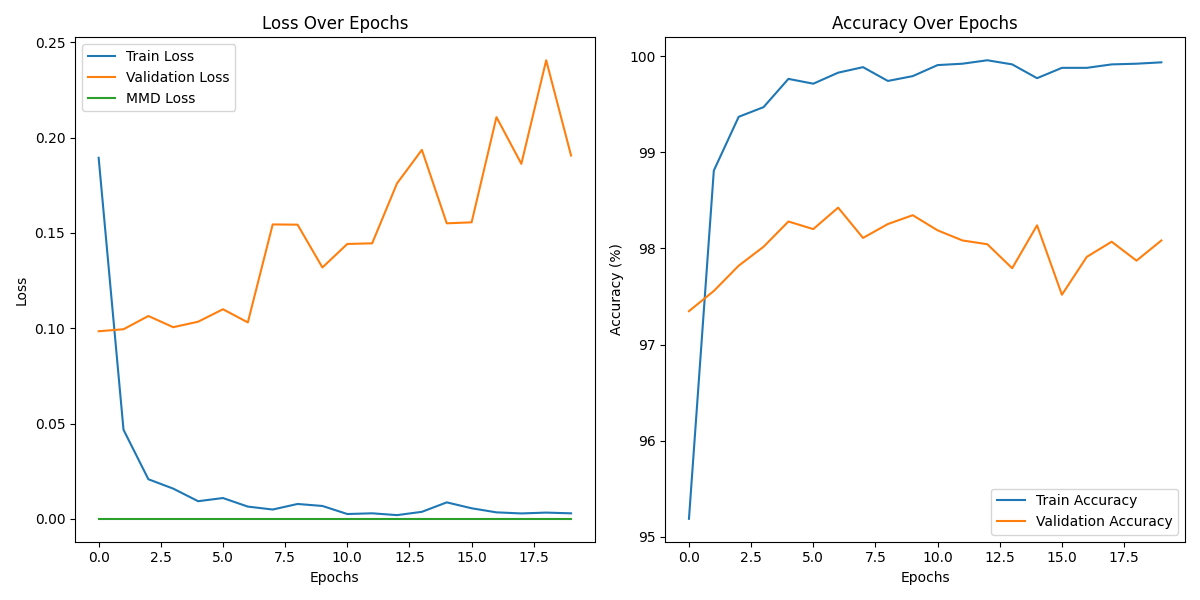 Loss Over Epochs
Train Loss
Validation Loss
MMD Loss
0.25
0.20
0.15
0.10
0.05
0.00
Loss
0.0 2.5 5.0 7.5 10.0 12.5 15.0 17.5
Epochs
Accuracy Over Epochs
100
99
98
97
96
95
Accuracy (%)
Train Accuracy
Validation Accuracy
0.0 2.5 5.0 7.5 10.0 12.5 15.0 17.5
Epochs